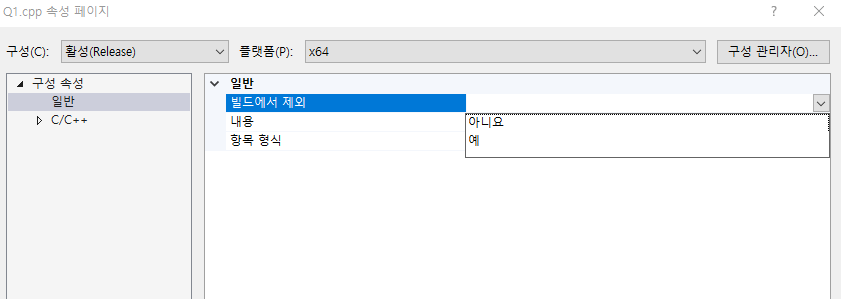 Q1.cpp 속성 페이지
구성(C): 활성(Release) 플랫폼(P): x64 구성 관리자(O)...
구성 속성
일반
C/C++
일반
빌드에서 제외
내용
항목 형식
아니요
예